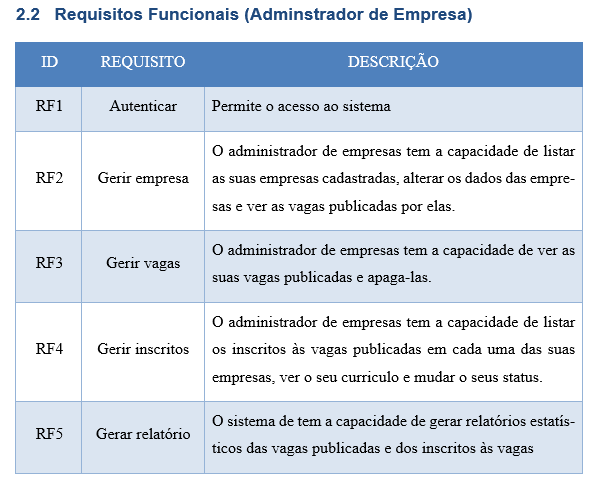 2.2 Requisitos Funcionais (Adminstrador de Empresa)
ID REQUISITO DESCRIÇÃO
RF1 Autenticar Permite o acesso ao sistema
O administrador de empresas tem a capacidade de listar
RF2 Gerir empresa as suas empresas cadastradas, alterar os dados das empre-
sas e ver as vagas publicadas por elas.
RF3 Gerir vagas O administrador de empresas tem a capacidade de ver as
suas vagas publicadas e apaga-las.
O administrador de empresas tem a capacidade de listar
RF4 Gerir inscritos os inscritos às vagas publicadas em cada uma das suas
empresas, ver o seu curriculo e mudar o seus status.
RF5 Gerar relatório O sistema de tem a capacidade de gerar relatórios estatís-
ticos das vagas publicadas e dos inscritos às vagas